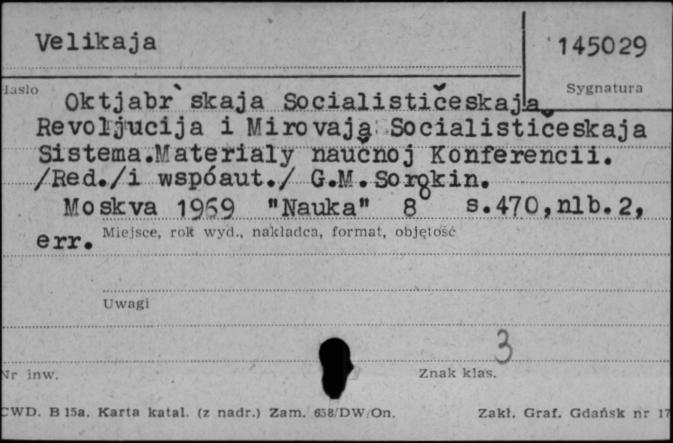 Velikaja
145029
Hasło
Sygnatura
Oktjabr`skaja Socialističeskaja
Revoljucija i Mirovaja Socialističeskaja
Sistema.Materialy naučnoj Konferencii.
/Red./i wspóaut./ G.M.Sorokin.
Moskva 1969 "Nauka" 8° s.470,nlb.2,
err.
Miejsce, rok wyd., nakładca, format, objętość
Uwagi
3
Nr inw.
Znak klas.
CWD. B 15a. Karta katal. (z nadr.) Zam. 658/DW/On.
Zakł. Graf. Gdańsk nr 17